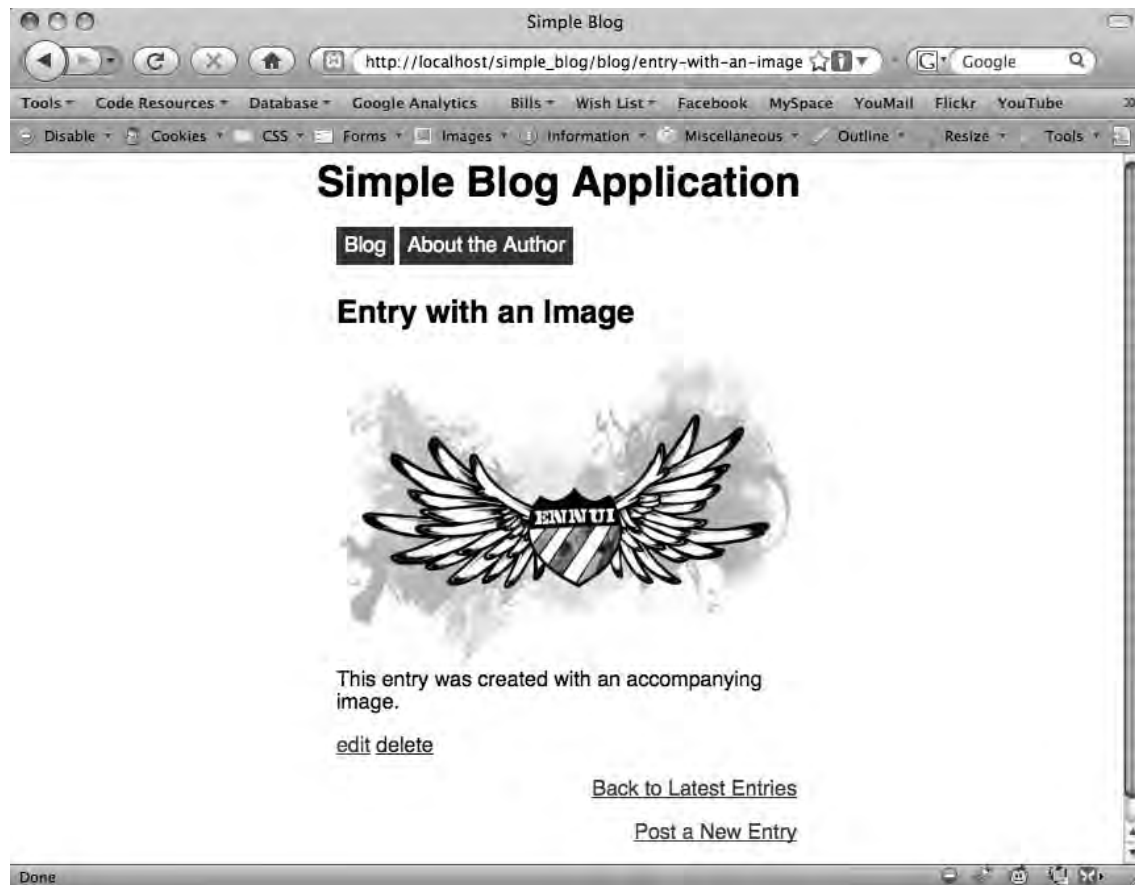 Simple Blog
http://localhost/simple_blog/blog/entry-with-an-image
Google
Tools Code Resources Database Google Analytics Bills Wish List Facebook MySpace YouMail Flickr YouTube
Disable Cookies CSS Forms Images Information Miscellaneous Outline Resize Tools
Simple Blog Application
Blog About the Author
Entry with an Image
ENNUI
This entry was created with an accompanying
image.
edit delete
Back to Latest Entries
Post a New Entry
Done